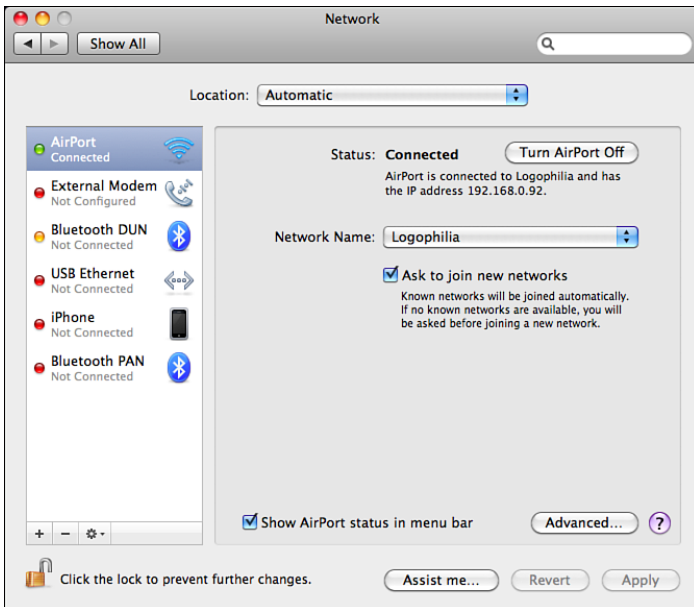 Network
Show All
Location: Automatic
AirPort
Connected
External Modem
Not Configured
Bluetooth DUN
Not Connected
USB Ethernet
Not Connected
iPhone
Not Connected
Bluetooth PAN
Not Connected
Status: Connected
Turn AirPort Off
AirPort is connected to Logophilia and has
the IP address 192.168.0.92.
Network Name: Logophilia
Ask to join new networks
Known networks will be joined automatically.
If no known networks are available, you will
be asked before joining a new network.
Show AirPort status in menu bar
Advanced...
?
Click the lock to prevent further changes.
Assist me...
Revert
Apply